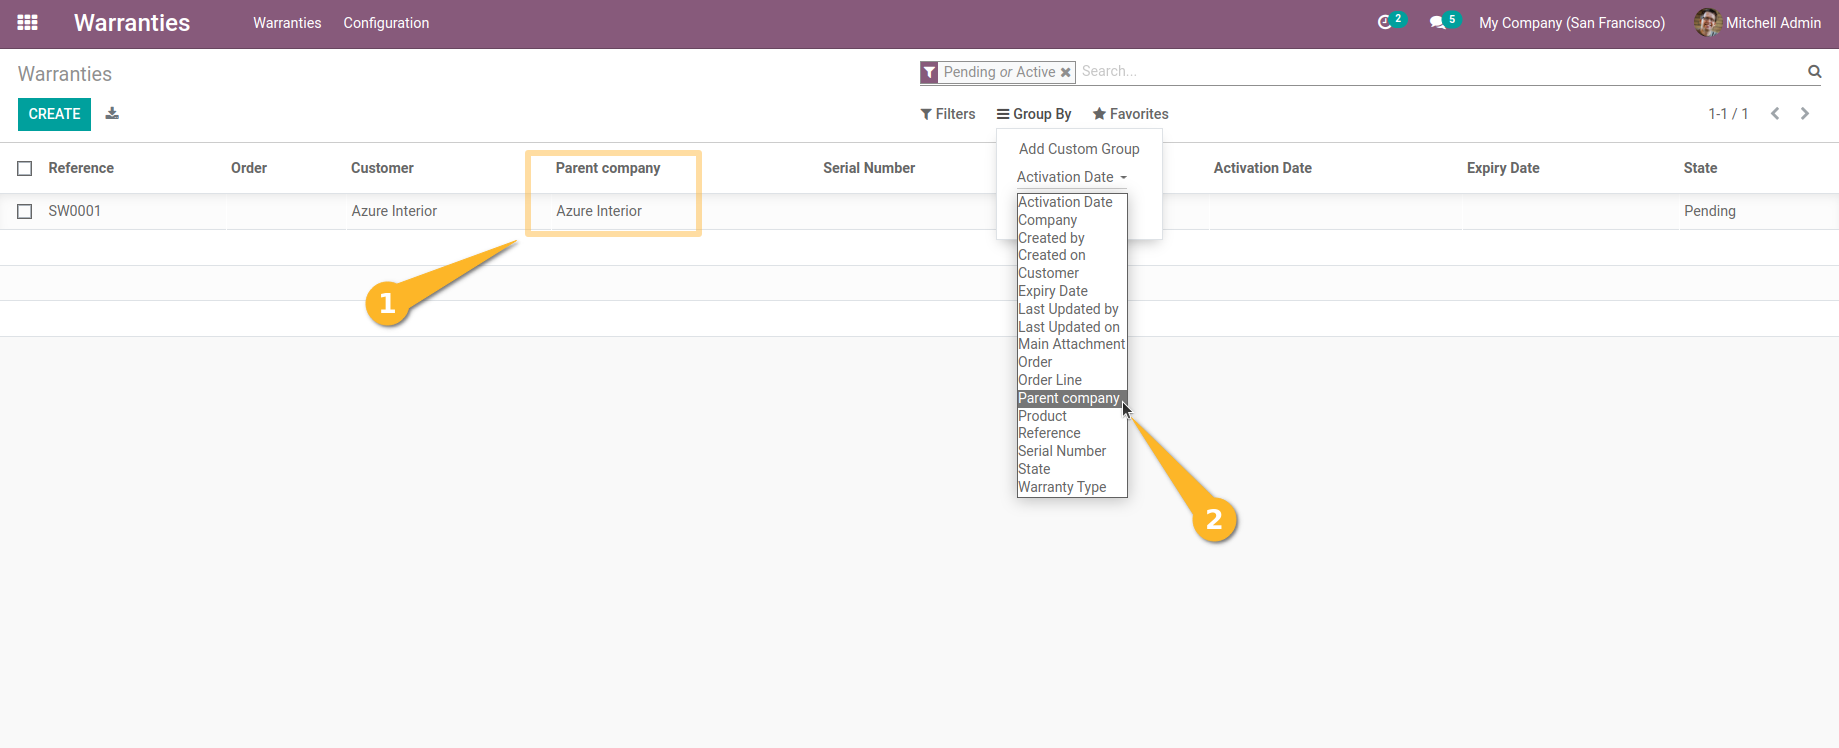 Warranties Warranties Configuration 2 5 My Company (San Francisco) Mitchell Admin
Warranties
Pending or Active Search...
CREATE
Filters Group By Favorites 1-1 / 1
Add Custom Group
Reference Order Customer Parent company Serial Number Activation Date Expiry Date State
Activation Date
SW0001 Azure Interior Azure Interior Pending
Activation Date
Company
Created by
Created on
Customer
Expiry Date
Last Updated by
Last Updated on
Main Attachment
Order
Order Line
Parent company
Product
Reference
Serial Number
State
Warranty Type
1
2